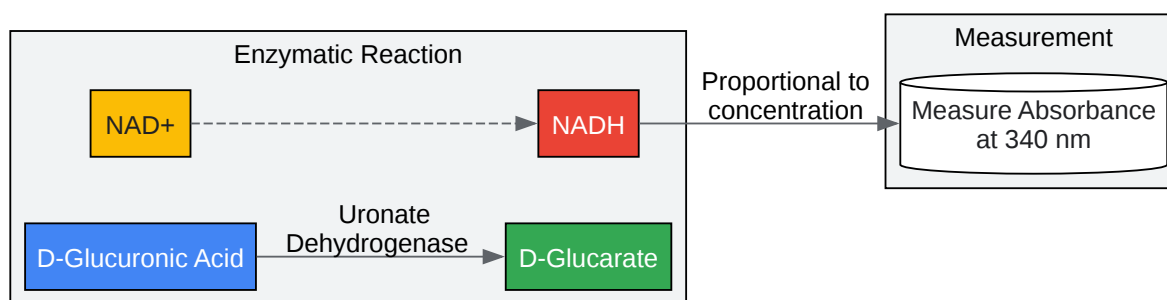 Enzymatic Reaction
NAD+
NADH
Uronate
Dehydrogenase
D-Glucuronic Acid
D-Glucarate
Proportional to
concentration
Measurement
Measure Absorbance
at 340 nm